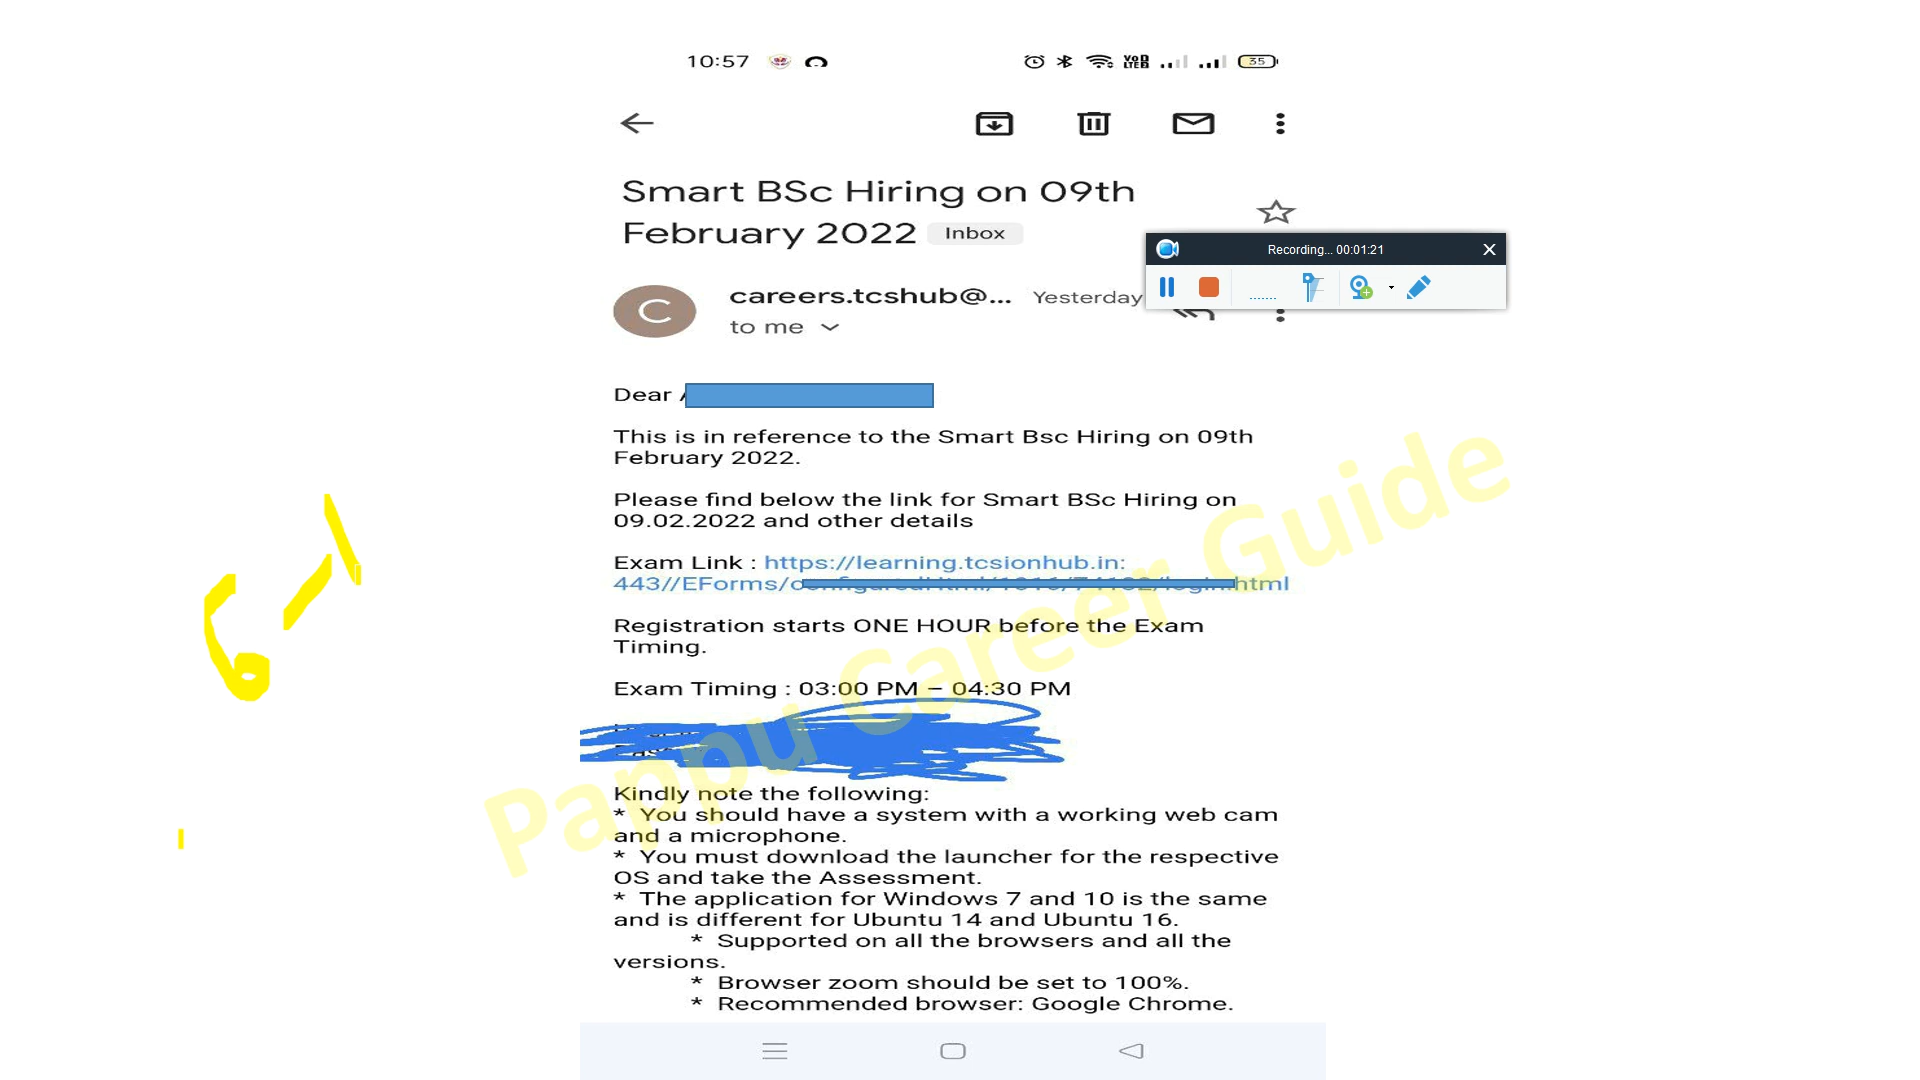 10:57
VoD LTE2
35
Smart BSc Hiring on 09th
February 2022 Inbox
Recording... 00:01:21
C
careers.tcshub@... Yesterday
to me
Dear
This is in reference to the Smart Bsc Hiring on 09th
February 2022.
Please find below the link for Smart BSc Hiring on
09.02.2022 and other details
Exam Link : https://learning.tcsionhub.in:
443//EForms/configuredHtml/1016/74182/login.html
Registration starts ONE HOUR before the Exam
Timing.
Exam Timing : 03:00 PM – 04:30 PM
Kindly note the following:
* You should have a system with a working web cam
and a microphone.
* You must download the launcher for the respective
OS and take the Assessment.
* The application for Windows 7 and 10 is the same
and is different for Ubuntu 14 and Ubuntu 16.
* Supported on all the browsers and all the
versions.
* Browser zoom should be set to 100%.
* Recommended browser: Google Chrome.
Pappu Career Guide